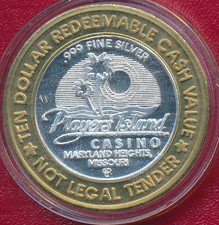 TEN DOLLAR REDEEMABLE CASH VALUE
.999 FINE SILVER
Players Island
CASINO
MARYLAND HEIGHTS,
MISSOURI
NOT LEGAL TENDER